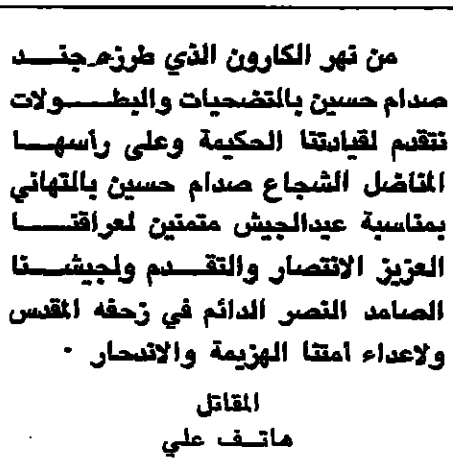 من نهر الكارون الذي طرزه جند
صدام حسين بالتضحيات والبطولات
نتقدم لقيادتنا الحكيمة وعلى رأسها
المناضل الشجاع صدام حسين بالتهاني
بمناسبة عيدالجيش متمنين لعراقنا
العزيز الانتصار والتقدم ولجيشنا
الصامد النصر الدائم في زحفه المقدس
ولاعداء امتنا الهزيمة والاندحار .
المقاتل
هاتف علي